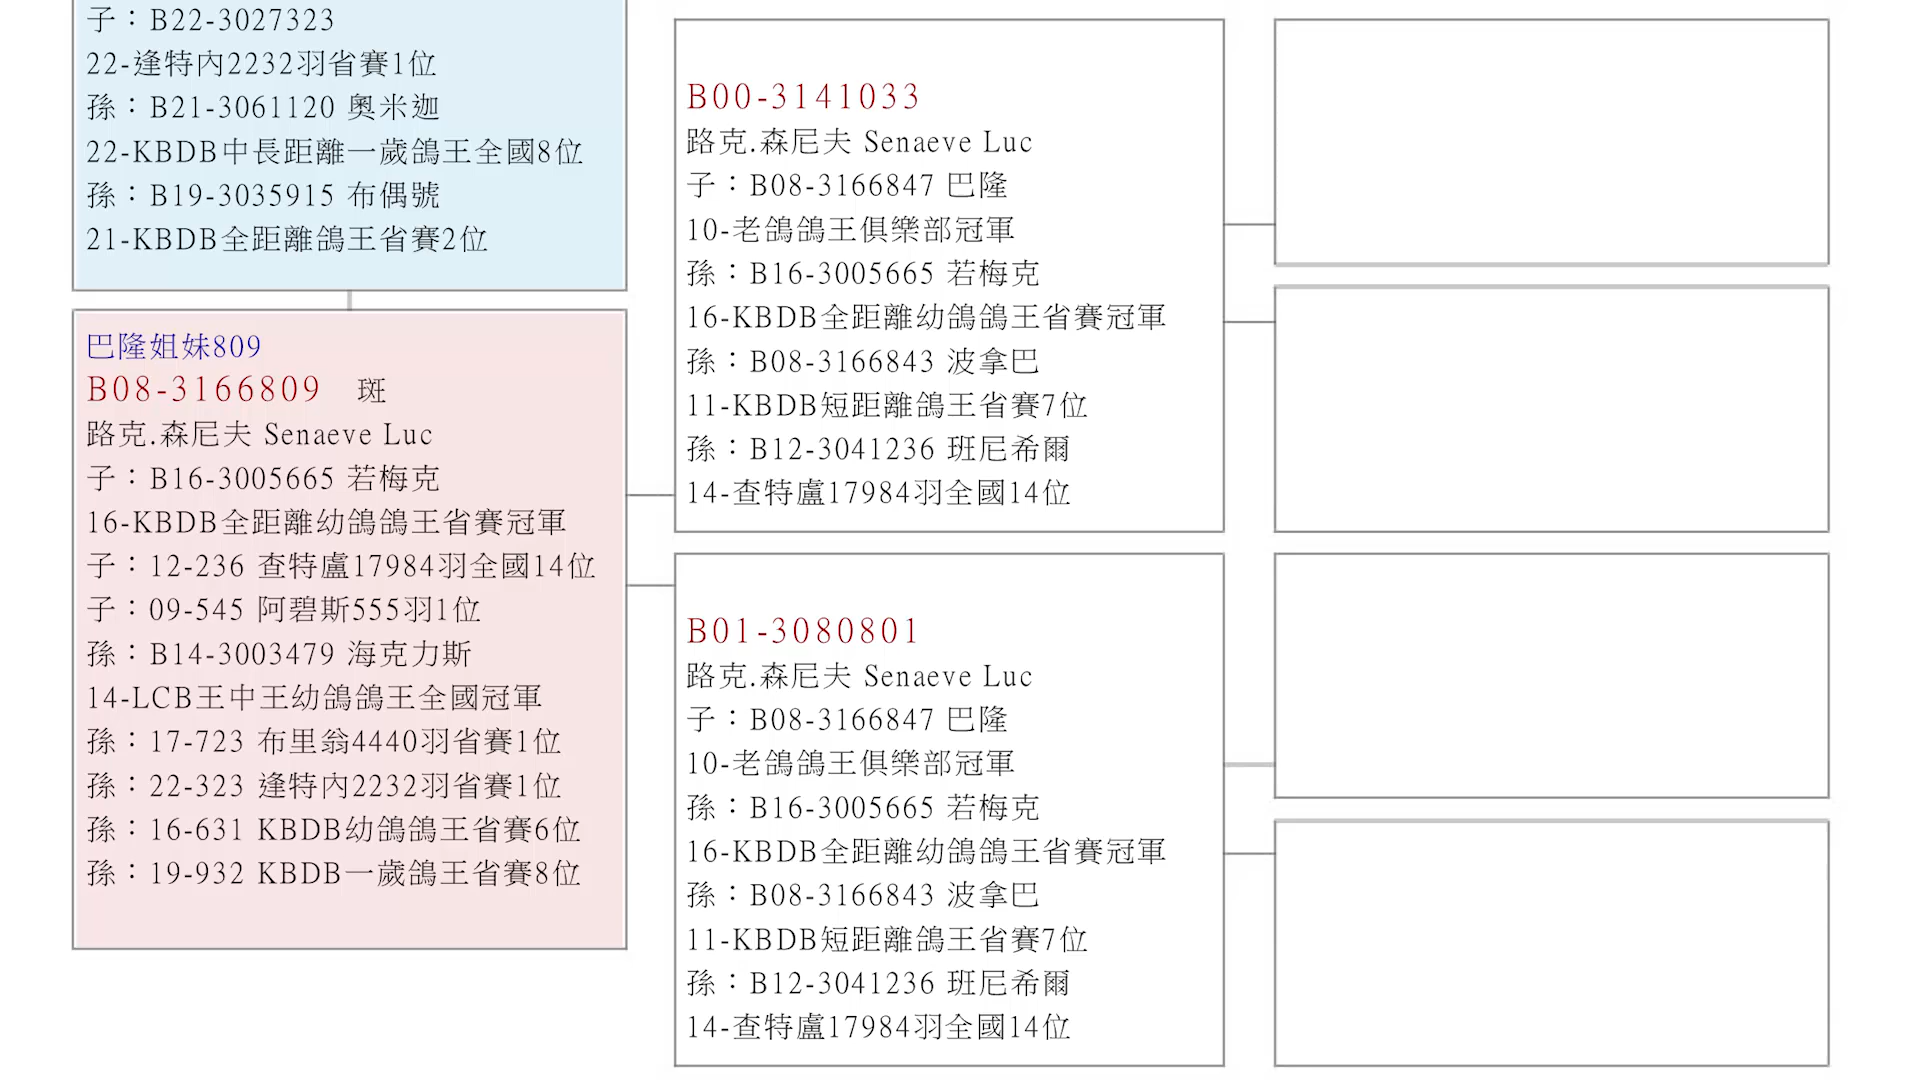 子：B22-3027323
22-逢特內2232羽省賽1位
孫：B21-3061120 奧米迦
22-KBDB中長距離一歲鴿王全國8位
孫：B19-3035915 布偶號
21-KBDB全距離鴿王省賽2位
巴隆姐妹809
B08-3166809 斑
路克.森尼夫 Senaeve Luc
子：B16-3005665 若梅克
16-KBDB全距離幼鴿鴿王省賽冠軍
子：12-236 查特盧17984羽全國14位
子：09-545 阿碧斯555羽1位
孫：B14-3003479 海克力斯
14-LCB王中王幼鴿鴿王全國冠軍
孫：17-723 布里翁4440羽省賽1位
孫：22-323 逢特內2232羽省賽1位
孫：16-631 KBDB幼鴿鴿王省賽6位
孫：19-932 KBDB一歲鴿王省賽8位
B00-3141033
路克.森尼夫 Senaeve Luc
子：B08-3166847 巴隆
10-老鴿鴿王俱樂部冠軍
孫：B16-3005665 若梅克
16-KBDB全距離幼鴿鴿王省賽冠軍
孫：B08-3166843 波拿巴
11-KBDB短距離鴿王省賽7位
孫：B12-3041236 班尼希爾
14-查特盧17984羽全國14位
B01-3080801
路克.森尼夫 Senaeve Luc
子：B08-3166847 巴隆
10-老鴿鴿王俱樂部冠軍
孫：B16-3005665 若梅克
16-KBDB全距離幼鴿鴿王省賽冠軍
孫：B08-3166843 波拿巴
11-KBDB短距離鴿王省賽7位
孫：B12-3041236 班尼希爾
14-查特盧17984羽全國14位